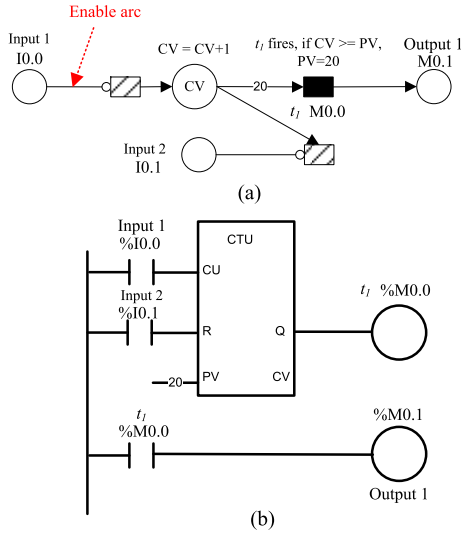 Enable arc
Input 1
I0.0
CV = CV+1
t1 fires, if CV >= PV,
PV=20
Output 1
M0.1
CV
20
t1 M0.0
Input 2
I0.1
(a)
Input 1
%I0.0
CTU
CU
Input 2
%I0.1
R
Q
t1 %M0.0
20
PV
CV
t1
%M0.0
%M0.1
Output 1
(b)